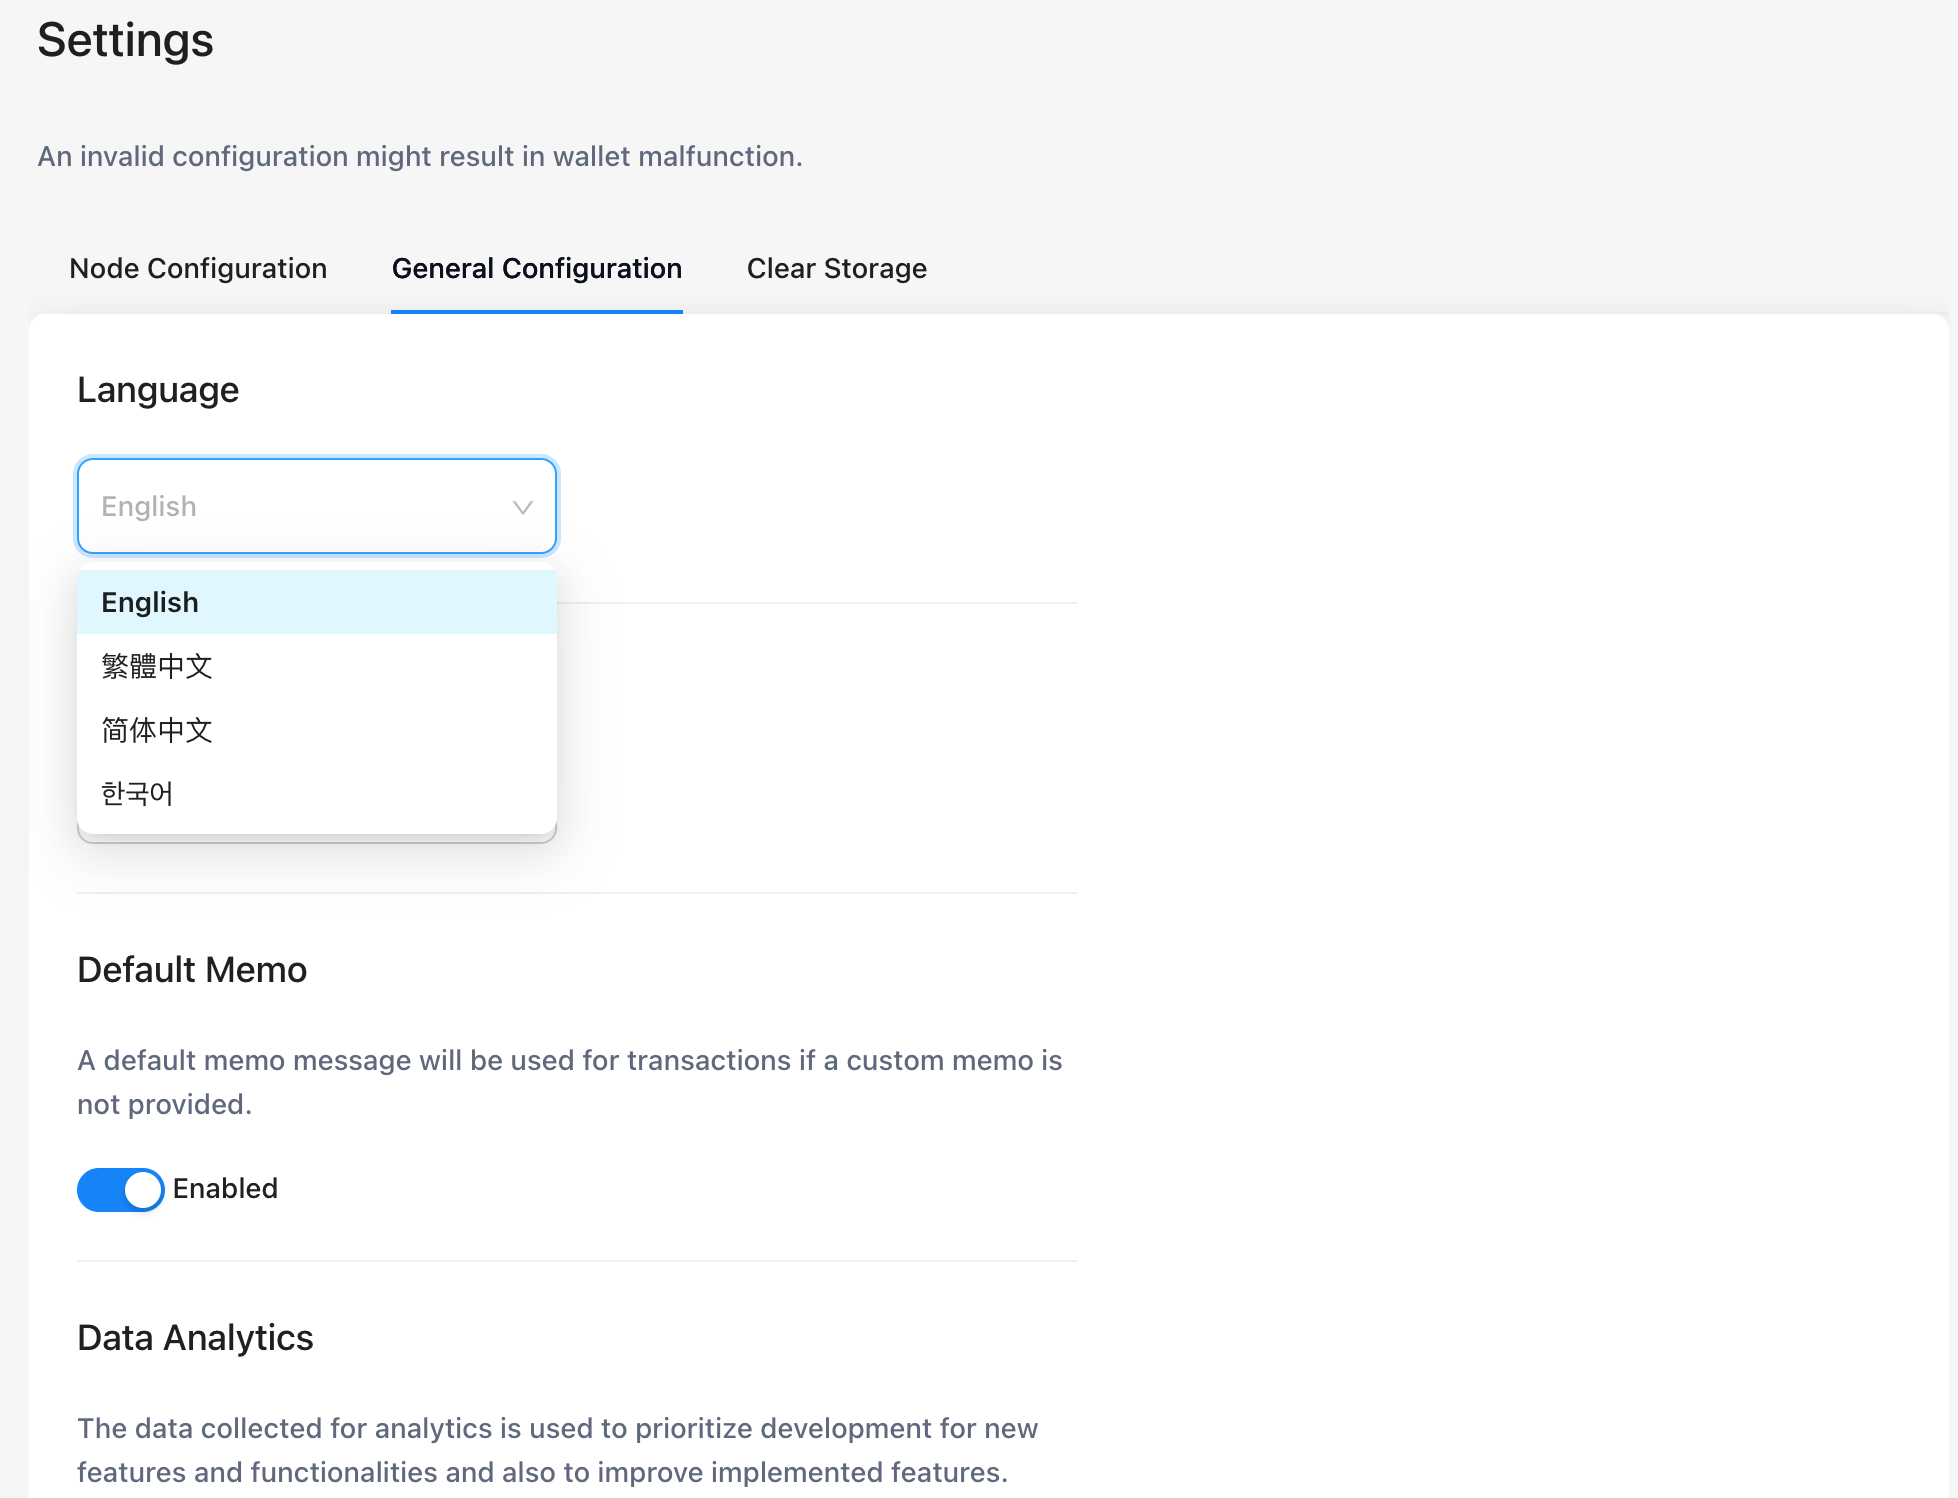 Settings
An invalid configuration might result in wallet malfunction.
Node Configuration
General Configuration
Clear Storage
Language
English
English
繁體中文
简体中文
한국어
Default Memo
A default memo message will be used for transactions if a custom memo is
not provided.
Enabled
Data Analytics
The data collected for analytics is used to prioritize development for new
features and functionalities and also to improve implemented features.